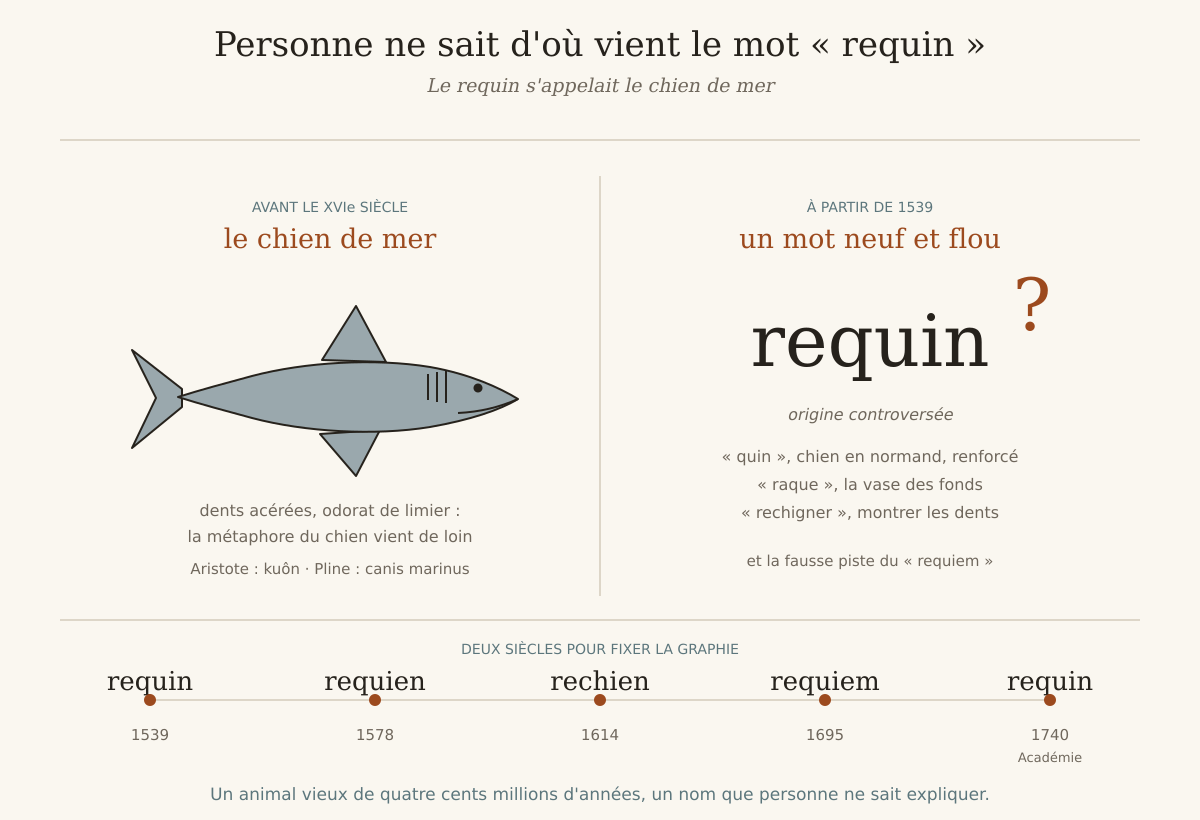 Personne ne sait d'où vient le mot « requin »
Le requin s'appelait le chien de mer
AVANT LE XVIe SIÈCLE
le chien de mer
dents acérées, odorat de limier :
la métaphore du chien vient de loin
Aristote : kuôn · Pline : canis marinus
À PARTIR DE 1539
un mot neuf et flou
requin ?
origine controversée
« quin », chien en normand, renforcé
« raque », la vase des fonds
« rechigner », montrer les dents
et la fausse piste du « requiem »
DEUX SIÈCLES POUR FIXER LA GRAPHIE
requin requien rechien requiem requin
1539 1578 1614 1695 1740
Académie
Un animal vieux de quatre cents millions d'années, un nom que personne ne sait expliquer.